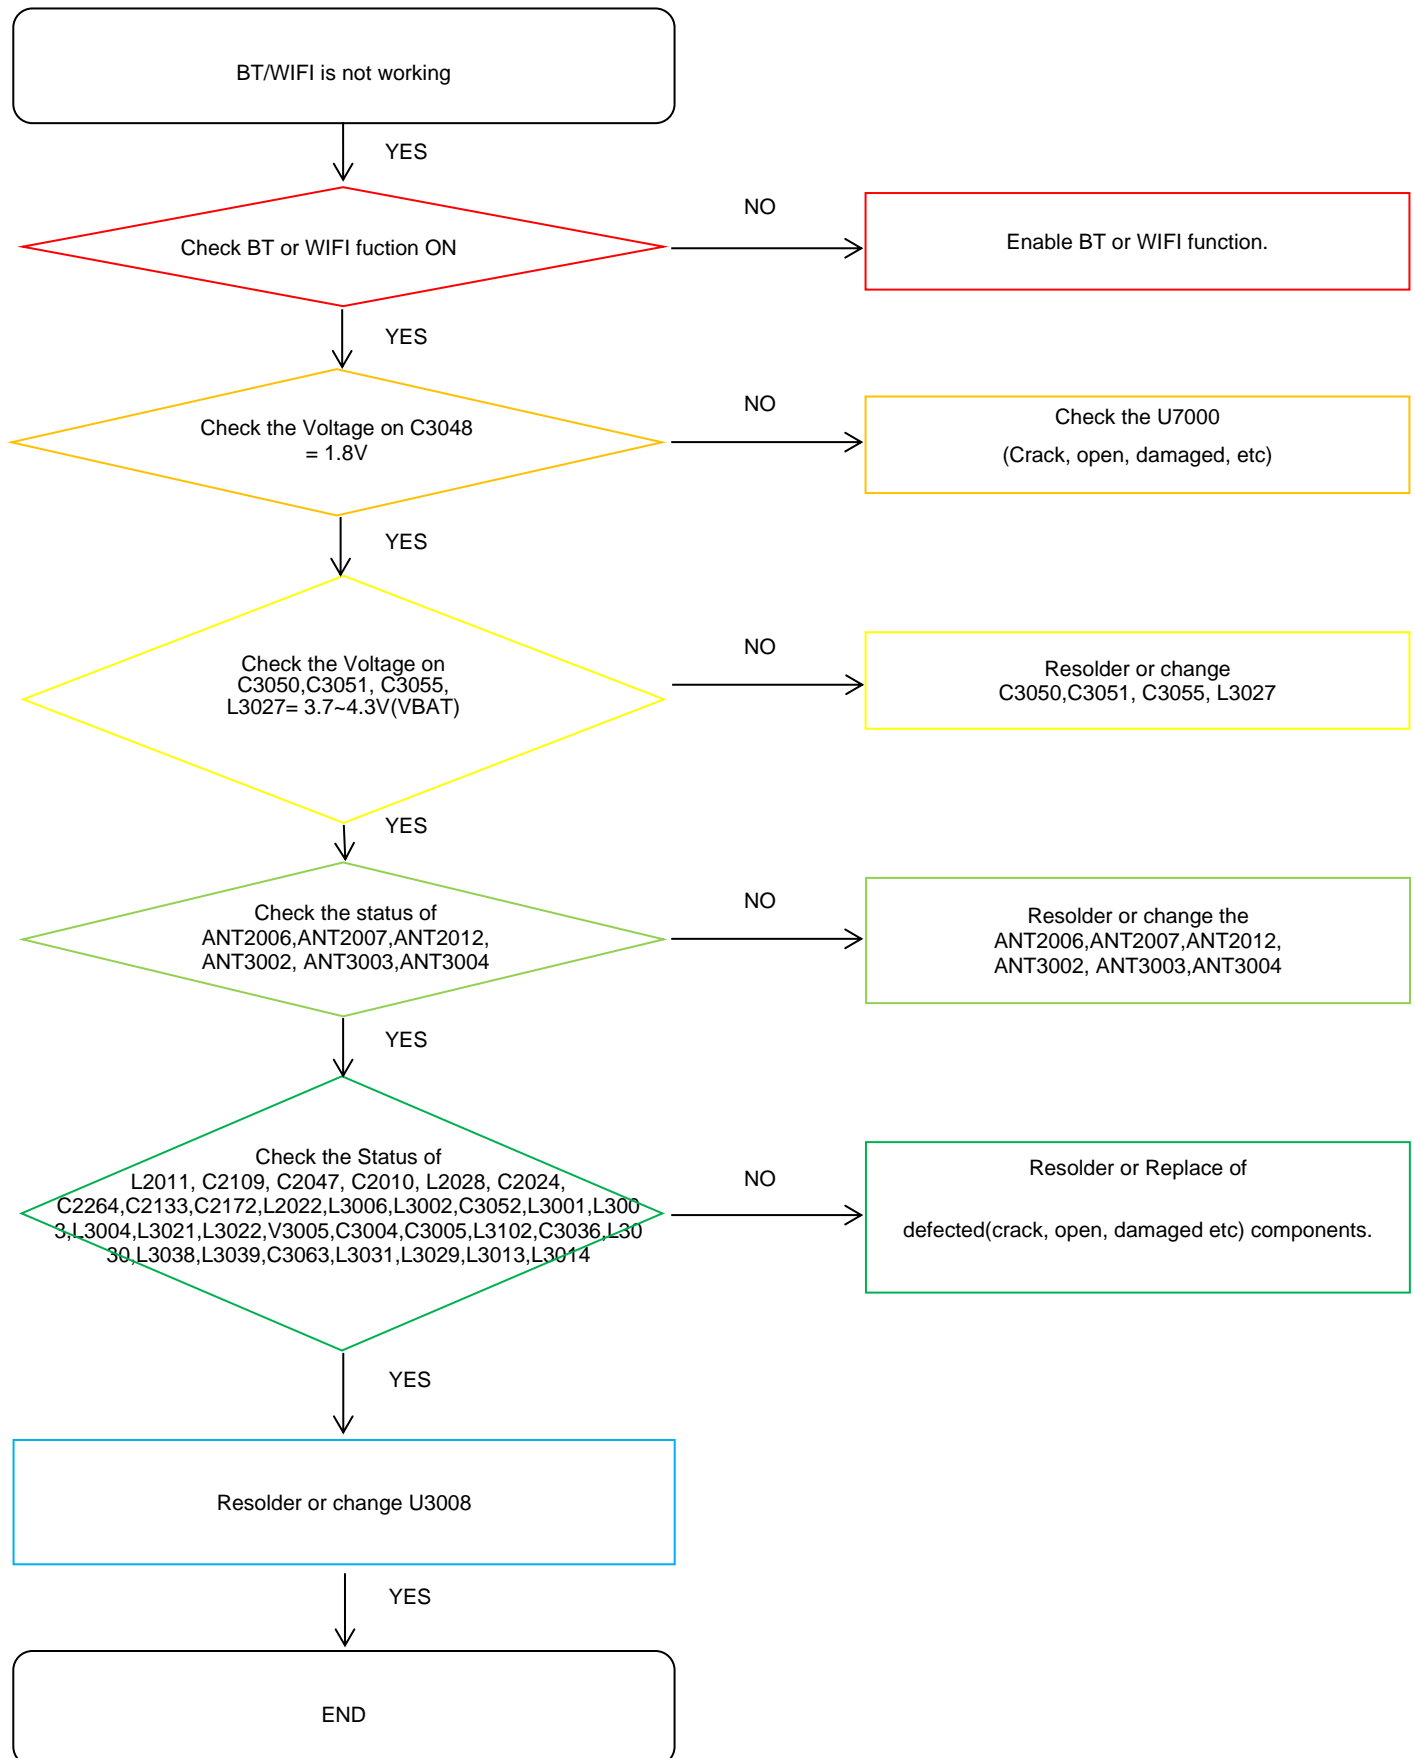 BT/WIFI is not working
YES
Check BT or WIFI fuction ON
NO
Enable BT or WIFI function.
YES
Check the Voltage on C3048
= 1.8V
NO
Check the U7000
(Crack, open, damaged, etc)
YES
Check the Voltage on
C3050,C3051, C3055,
L3027= 3.7~4.3V(VBAT)
NO
Resolder or change
C3050,C3051, C3055, L3027
YES
Check the status of
ANT2006,ANT2007,ANT2012,
ANT3002, ANT3003,ANT3004
NO
Resolder or change the
ANT2006,ANT2007,ANT2012,
ANT3002, ANT3003,ANT3004
YES
Check the Status of
L2011, C2109, C2047, C2010, L2028, C2024,
C2264,C2133,C2172,L2022,L3006,L3002,C3052,L3001,L300
3,L3004,L3021,L3022,V3005,C3004,C3005,L3102,C3036,L30
30,L3038,L3039,C3063,L3031,L3029,L3013,L3014
NO
Resolder or Replace of
defected(crack, open, damaged etc) components.
YES
Resolder or change U3008
YES
END